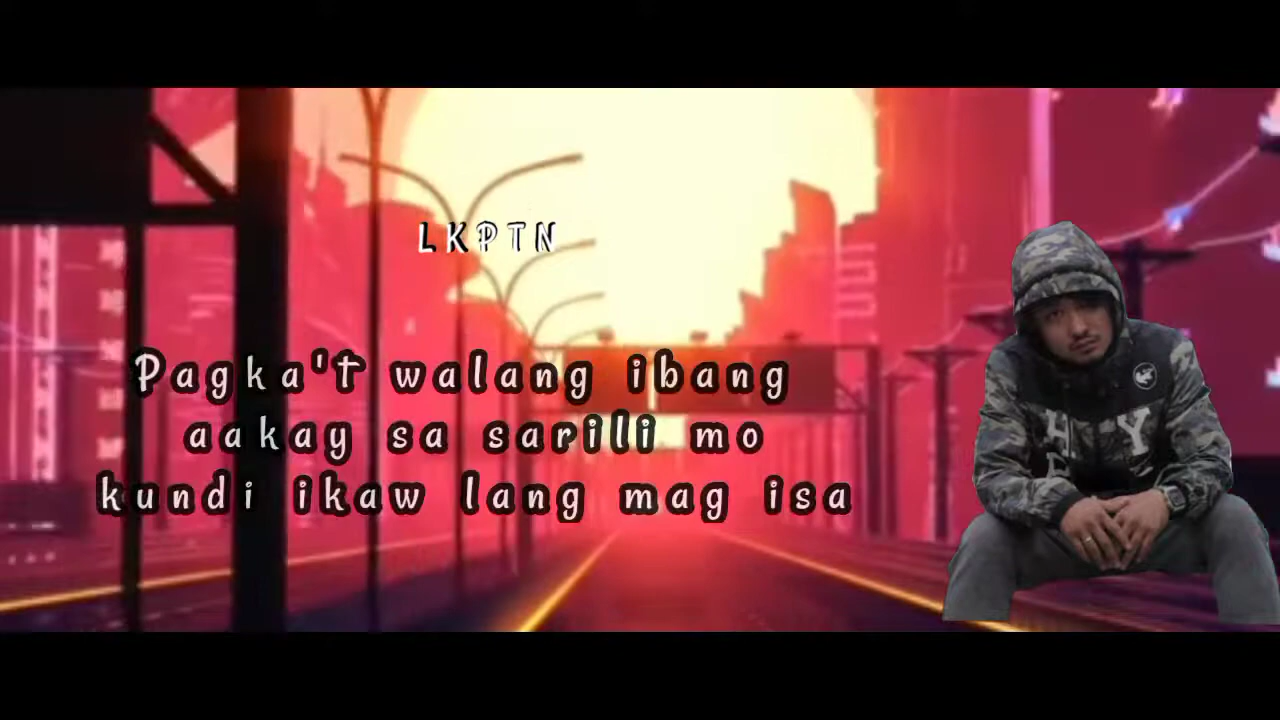 LKPTN
Pagka't walang ibang
aakay sa sarili mo
kundi ikaw lang mag isa